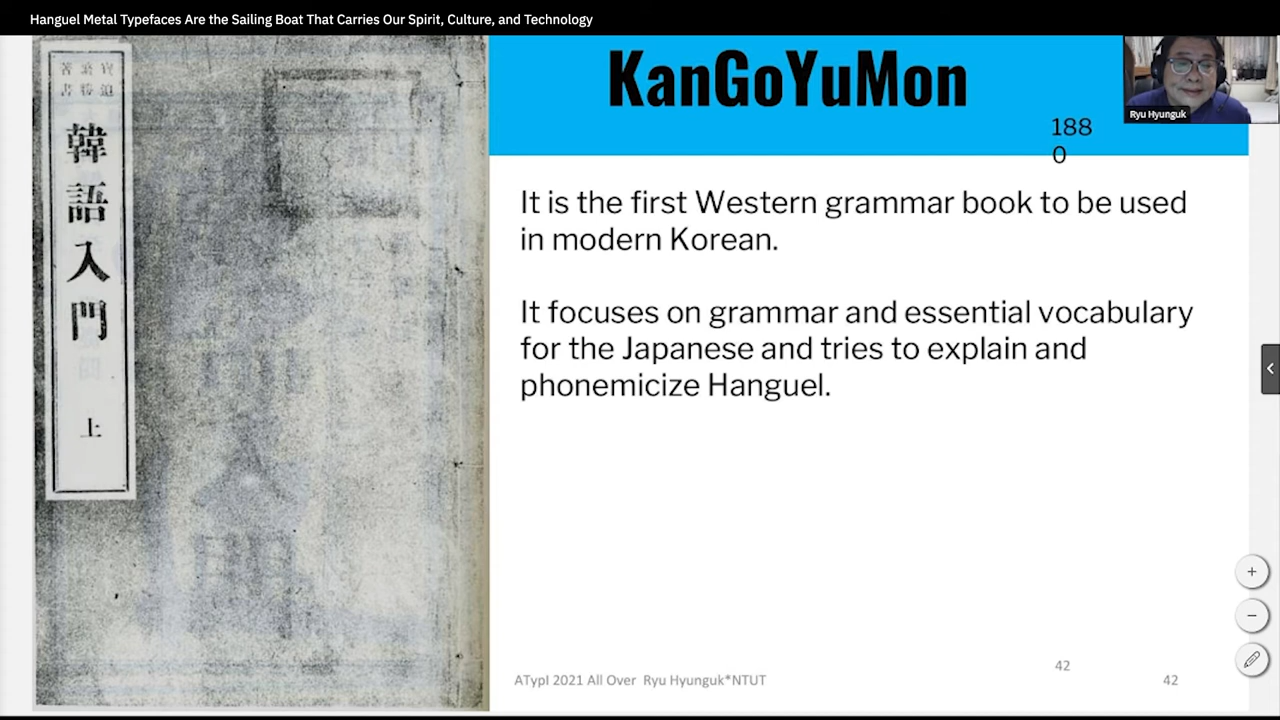 Hanguel Metal Typefaces Are the Sailing Boat That Carries Our Spirit, Culture, and Technology
韓語入門
上
KanGoYuMon
188
0
Ryu Hyunguk
It is the first Western grammar book to be used
in modern Korean.
It focuses on grammar and essential vocabulary
for the Japanese and tries to explain and
phonemicize Hanguel.
42
ATypI 2021 All Over Ryu Hyunguk*NTUT
42